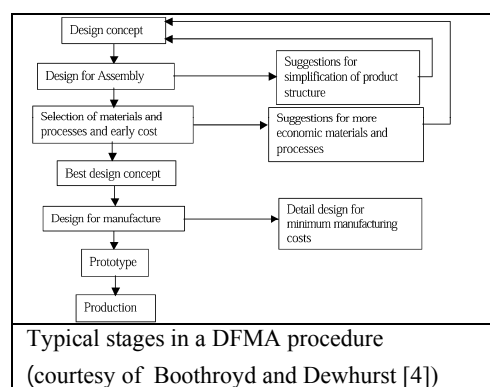 Design concept
Design for Assembly
Suggestions for
simplification of product
structure
Selection of materials and
processes and early cost
Suggestions for more
economic materials and
processes
Best design concept
Design for manufacture
Detail design for
minimum manufacturing
costs
Prototype
Production
Typical stages in a DFMA procedure
(courtesy of Boothroyd and Dewhurst [4])